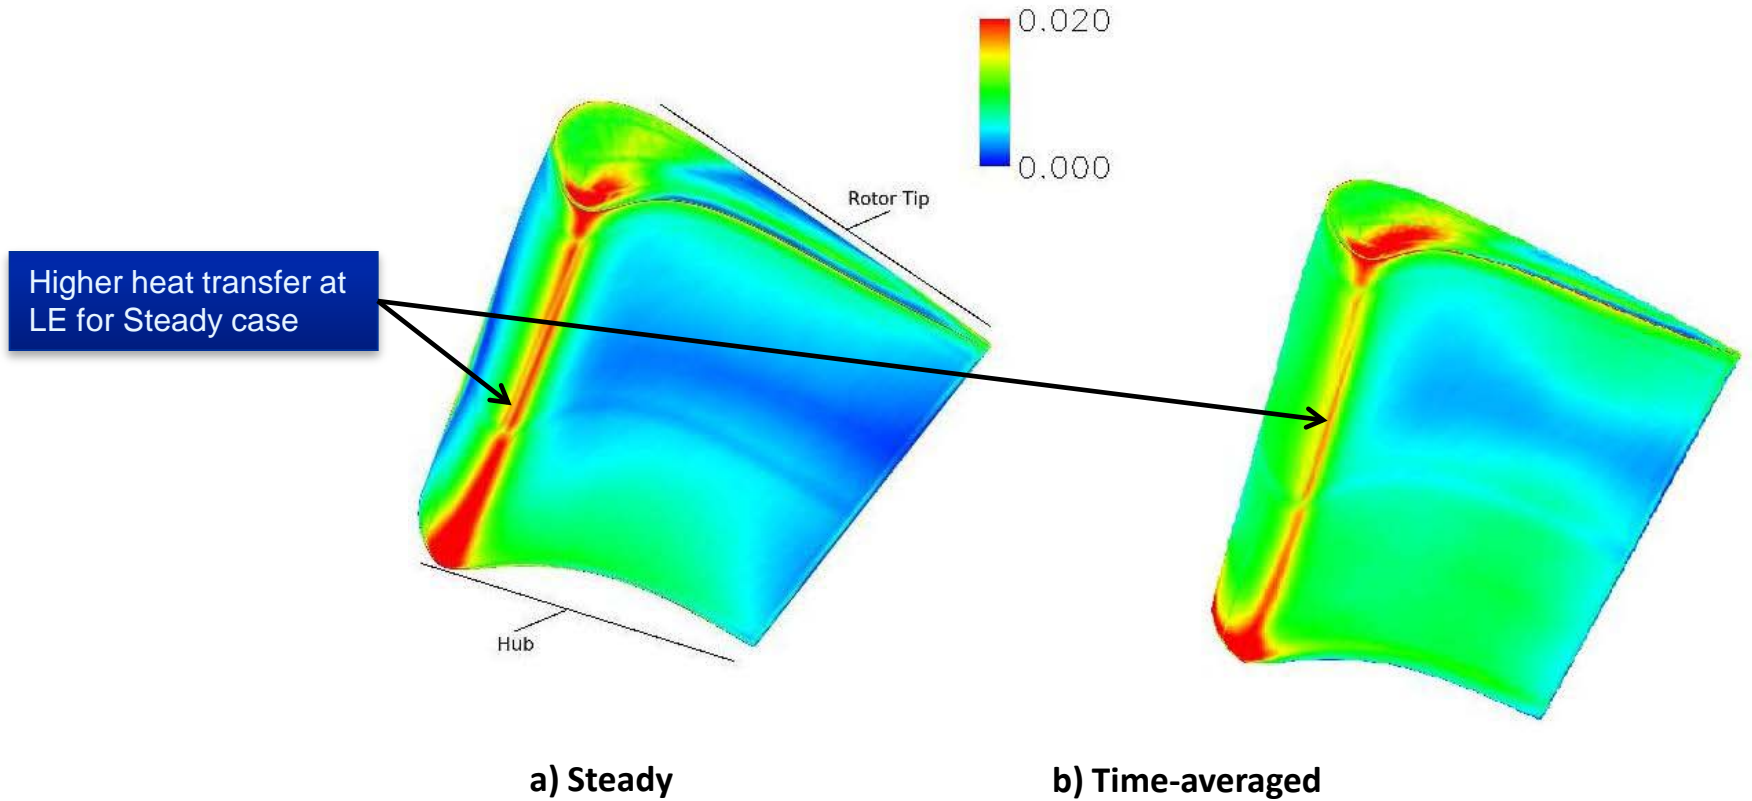 0.020
0.000
Rotor Tip
Higher heat transfer at
LE for Steady case
Hub
a) Steady
b) Time-averaged